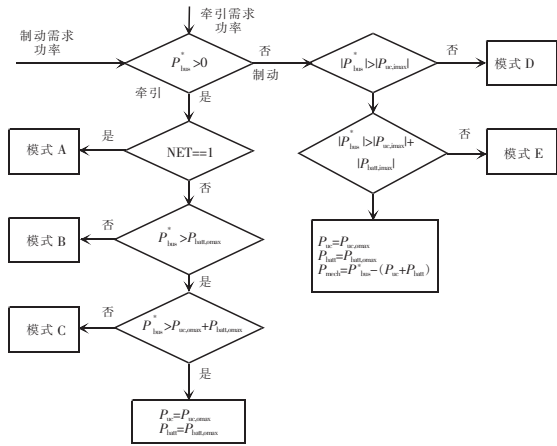 牵引需求
功率
制动需求
功率
P*bus>0
否
制动
|P*bus|>|Puc,imax|
否
模式 D
牵引
是
是
模式 A
NET==1
|P*bus|>|Puc,imax|+
|Pbatt,imax|
否
模式 E
否
否
模式 B
P*bus>Pbatt,omax
Puc=Puc,omax
Pbatt=Pbatt,omax
Pmech=P*bus-(Puc+Pbatt)
是
否
模式 C
P*bus>Puc,omax+Pbatt,omax
是
Puc=Puc,omax
Pbatt=Pbatt,omax